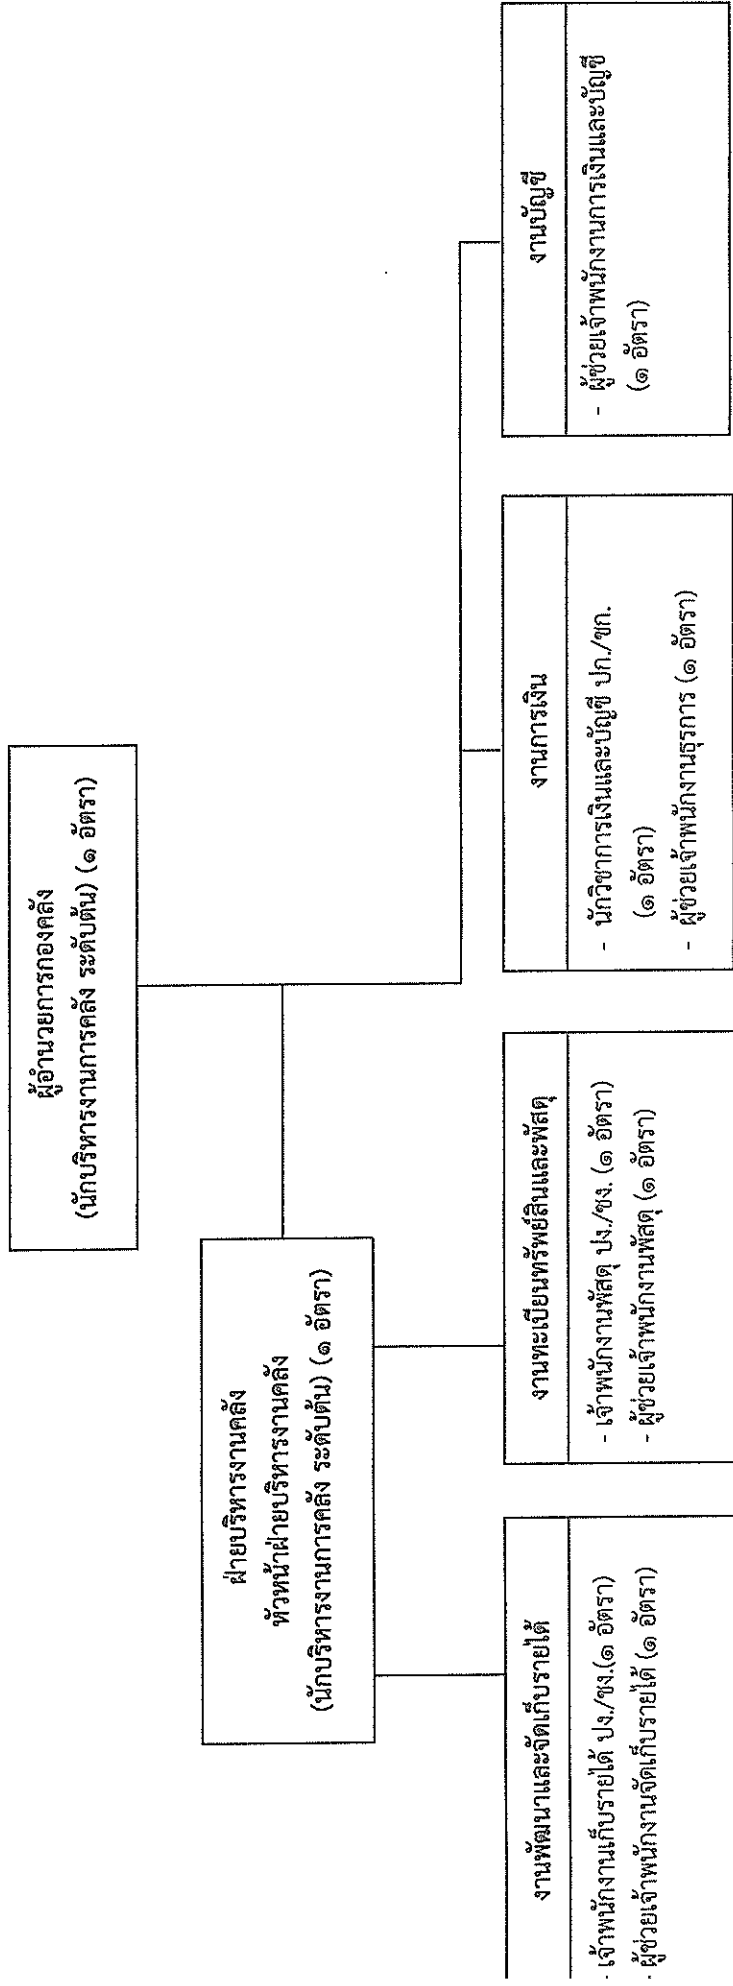 ผู้อำนวยการกองคลัง
(นักบริหารงานการคลัง ระดับต้น) (๑ อัตรา)
ฝ่ายบริหารงานคลัง
หัวหน้าฝ่ายบริหารงานคลัง
(นักบริหารงานการคลัง ระดับต้น) (๑ อัตรา)
งานพัฒนาและจัดเก็บรายได้
- เจ้าพนักงานเก็บรายได้ ปง./ชง.(๑ อัตรา)
- ผู้ช่วยเจ้าพนักงานจัดเก็บรายได้ (๑ อัตรา)
งานทะเบียนทรัพย์สินและพัสดุ
- เจ้าพนักงานพัสดุ ปง./ชง. (๑ อัตรา)
- ผู้ช่วยเจ้าพนักงานพัสดุ (๑ อัตรา)
งานการเงิน
- นักวิชาการเงินและบัญชี ปก./ชก.
(๑ อัตรา)
- ผู้ช่วยเจ้าพนักงานธุรการ (๑ อัตรา)
งานบัญชี
- ผู้ช่วยเจ้าพนักงานการเงินและบัญชี
(๑ อัตรา)